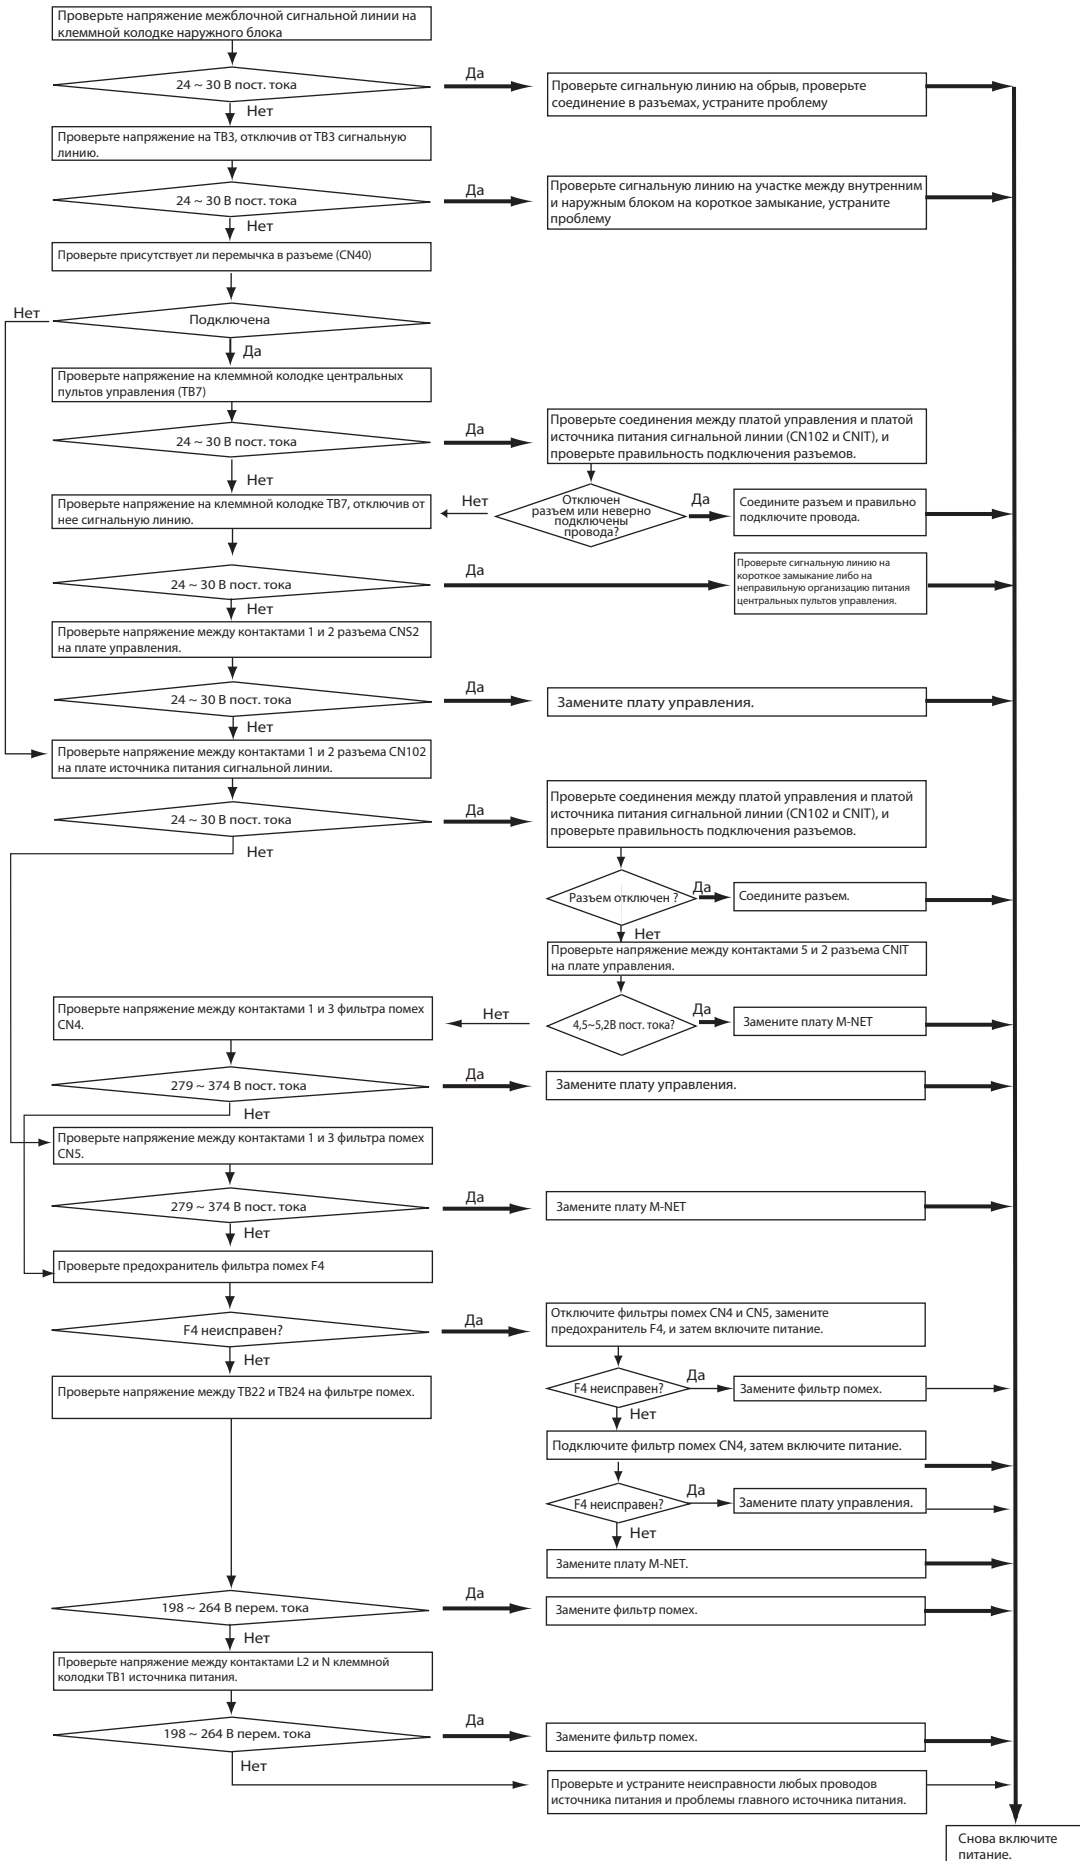 Проверьте напряжение межблочной сигнальной линии на
клеммной колодке наружного блока
24 ~ 30 В пост. тока
Да
Проверьте сигнальную линию на обрыв, проверьте
соединение в разъемах, устраните проблему
Нет
Проверьте напряжение на ТВ3, отключив от ТВ3 сигнальную
линию.
24 ~ 30 В пост. тока
Да
Проверьте сигнальную линию на участке между внутренним
и наружным блоком на короткое замыкание, устраните
проблему
Нет
Проверьте присутствует ли перемычка в разъеме (CN40)
Нет
Подключена
Да
Проверьте напряжение на клеммной колодке центральных
пультов управления (ТВ7)
24 ~ 30 В пост. тока
Да
Проверьте соединения между платой управления и платой
источника питания сигнальной линии (CN102 и CNIT), и
проверьте правильность подключения разъемов.
Нет
Проверьте напряжение на клеммной колодке ТВ7, отключив от
нее сигнальную линию.
Нет
Отключен
разъем или неверно
подключены
провода?
Да
Соедините разъем и правильно
подключите провода.
24 ~ 30 В пост. тока
Да
Проверьте сигнальную линию на
короткое замыкание либо на
неправильную организацию питания
центральных пультов управления.
Нет
Проверьте напряжение между контактами 1 и 2 разъема CNS2
на плате управления.
24 ~ 30 В пост. тока
Да
Замените плату управления.
Нет
Проверьте напряжение между контактами 1 и 2 разъема CN102
на плате источника питания сигнальной линии.
24 ~ 30 В пост. тока
Да
Проверьте соединения между платой управления и платой
источника питания сигнальной линии (CN102 и CNIT), и
проверьте правильность подключения разъемов.
Нет
Разъем отключен ?
Да
Соедините разъем.
Нет
Проверьте напряжение между контактами 5 и 2 разъема CNIT
на плате управления.
Проверьте напряжение между контактами 1 и 3 фильтра помех
CN4.
Нет
4,5~5,2В пост. тока?
Да
Замените плату M-NET
279 ~ 374 В пост. тока
Да
Замените плату управления.
Нет
Проверьте напряжение между контактами 1 и 3 фильтра помех
CN5.
279 ~ 374 В пост. тока
Да
Замените плату M-NET
Нет
Проверьте предохранитель фильтра помех F4
F4 неисправен?
Да
Отключите фильтры помех CN4 и CN5, замените
предохранитель F4, и затем включите питание.
Нет
Проверьте напряжение между ТВ22 и ТВ24 на фильтре помех.
F4 неисправен?
Да
Замените фильтр помех.
Нет
Подключите фильтр помех CN4, затем включите питание.
F4 неисправен?
Да
Замените плату управления.
Нет
Замените плату M-NET.
198 ~ 264 В перем. тока
Да
Замените фильтр помех.
Нет
Проверьте напряжение между контактами L2 и N клеммной
колодки ТВ1 источника питания.
198 ~ 264 В перем. тока
Да
Замените фильтр помех.
Нет
Проверьте и устраните неисправности любых проводов
источника питания и проблемы главного источника питания.
Снова включите
питание.